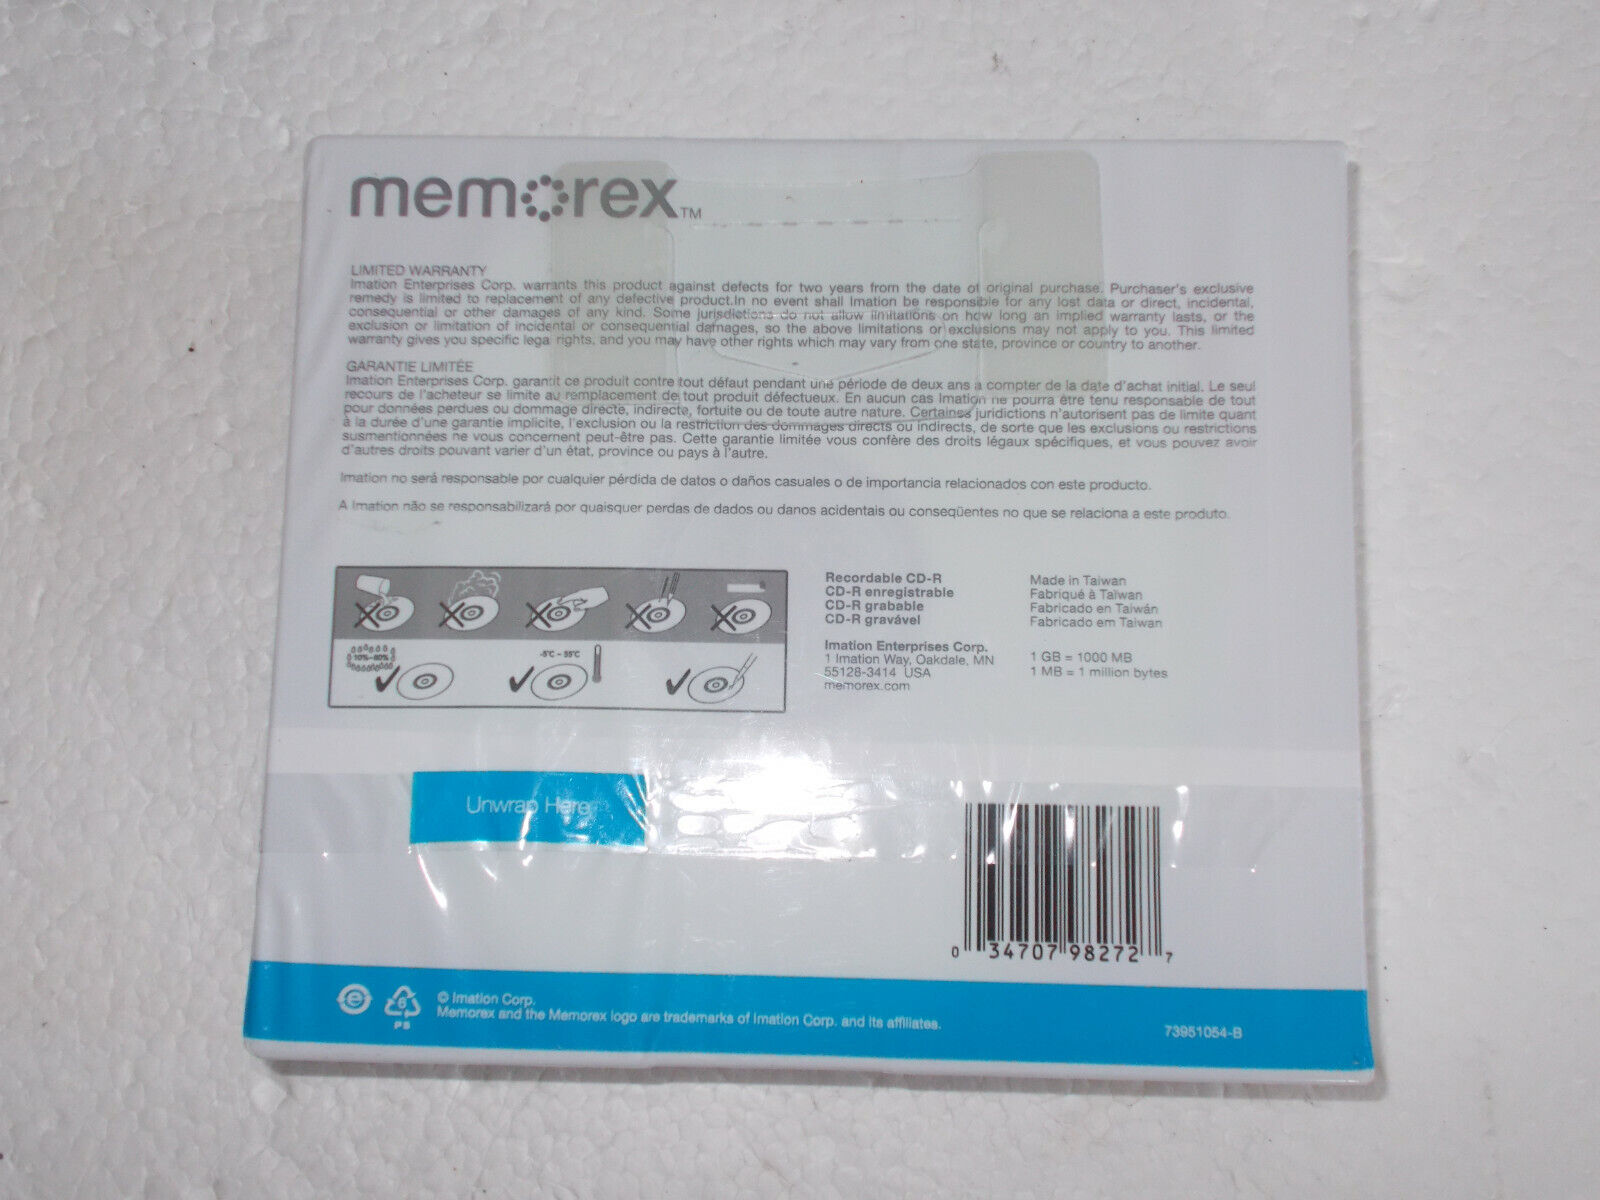 memorex™
LIMITED WARRANTY
Imation Enterprises Corp. warrants this product against defects for two years from the date of original purchase. Purchaser's exclusive
remedy is limited to replacement of any defective product.In no event shall Imation be responsible for any lost data or direct, incidental,
consequential or other damages of any kind. Some jurisdictions do not allow limitations on how long an implied warranty lasts, or the
exclusion or limitation of incidental or consequential damages, so the above limitations or exclusions may not apply to you. This limited
warranty gives you specific legal rights, and you may have other rights which may vary from one state, province or country to another.
GARANTIE LIMITÉE
Imation Enterprises Corp. garantit ce produit contre tout défaut pendant une période de deux ans a compter de la date d'achat initial. Le seul
recours de l'acheteur se limite au remplacement de tout produit défectueux. En aucun cas Imation ne pourra être tenu responsable de tout
pour données perdues ou dommage directe, indirecte, fortuite ou de toute autre nature. Certaines juridictions n'autorisent pas de limite quant
à la durée d'une garantie implicite, l'exclusion ou la restriction des dommages directs ou indirects, de sorte que les exclusions ou restrictions
susmentionnées ne vous concernent peut-être pas. Cette garantie limitée vous confère des droits légaux spécifiques, et vous pouvez avoir
d'autres droits pouvant varier d'un état, province ou pays à l'autre.
Imation no será responsable por cualquier pérdida de datos o daños casuales o de importancia relacionados con este producto.
A Imation não se responsabilizará por quaisquer perdas de dados ou danos acidentais ou conseqüentes no que se relaciona a este produto.
10%-80%
-5°C - 55°C
Recordable CD-R
CD-R enregistrable
CD-R grabable
CD-R gravável
Imation Enterprises Corp.
1 Imation Way, Oakdale, MN
55128-3414 USA
memorex.com
Made in Taiwan
Fabriqué à Taïwan
Fabricado en Taiwán
Fabricado em Taiwan
1 GB = 1000 MB
1 MB = 1 million bytes
Unwrap Here
0 34707 98272 7
e
6
PS
© Imation Corp.
Memorex and the Memorex logo are trademarks of Imation Corp. and its affiliates.
73951054-B